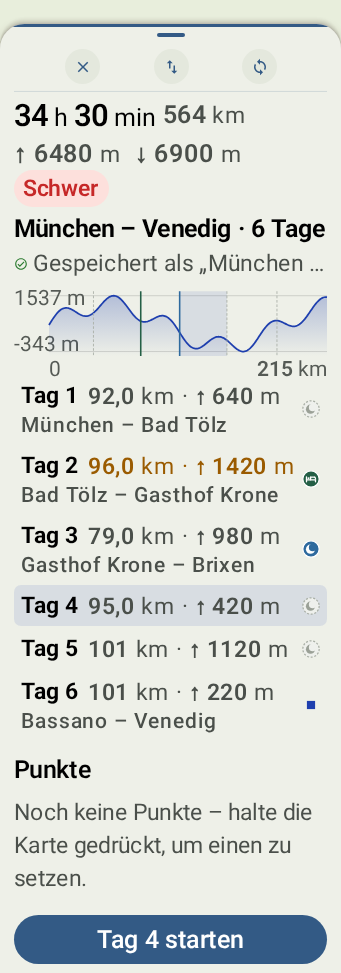 34 h 30 min 564 km
↑ 6480 m ↓ 6900 m
Schwer
München – Venedig · 6 Tage
Gespeichert als „München ...
1537 m
-343 m
0 215 km
Tag 1 92,0 km · ↑ 640 m
München – Bad Tölz
Tag 2 96,0 km · ↑ 1420 m
Bad Tölz – Gasthof Krone
Tag 3 79,0 km · ↑ 980 m
Gasthof Krone – Brixen
Tag 4 95,0 km · ↑ 420 m
Tag 5 101 km · ↑ 1120 m
Tag 6 101 km · ↑ 220 m
Bassano – Venedig
Punkte
Noch keine Punkte – halte die
Karte gedrückt, um einen zu
setzen.
Tag 4 starten